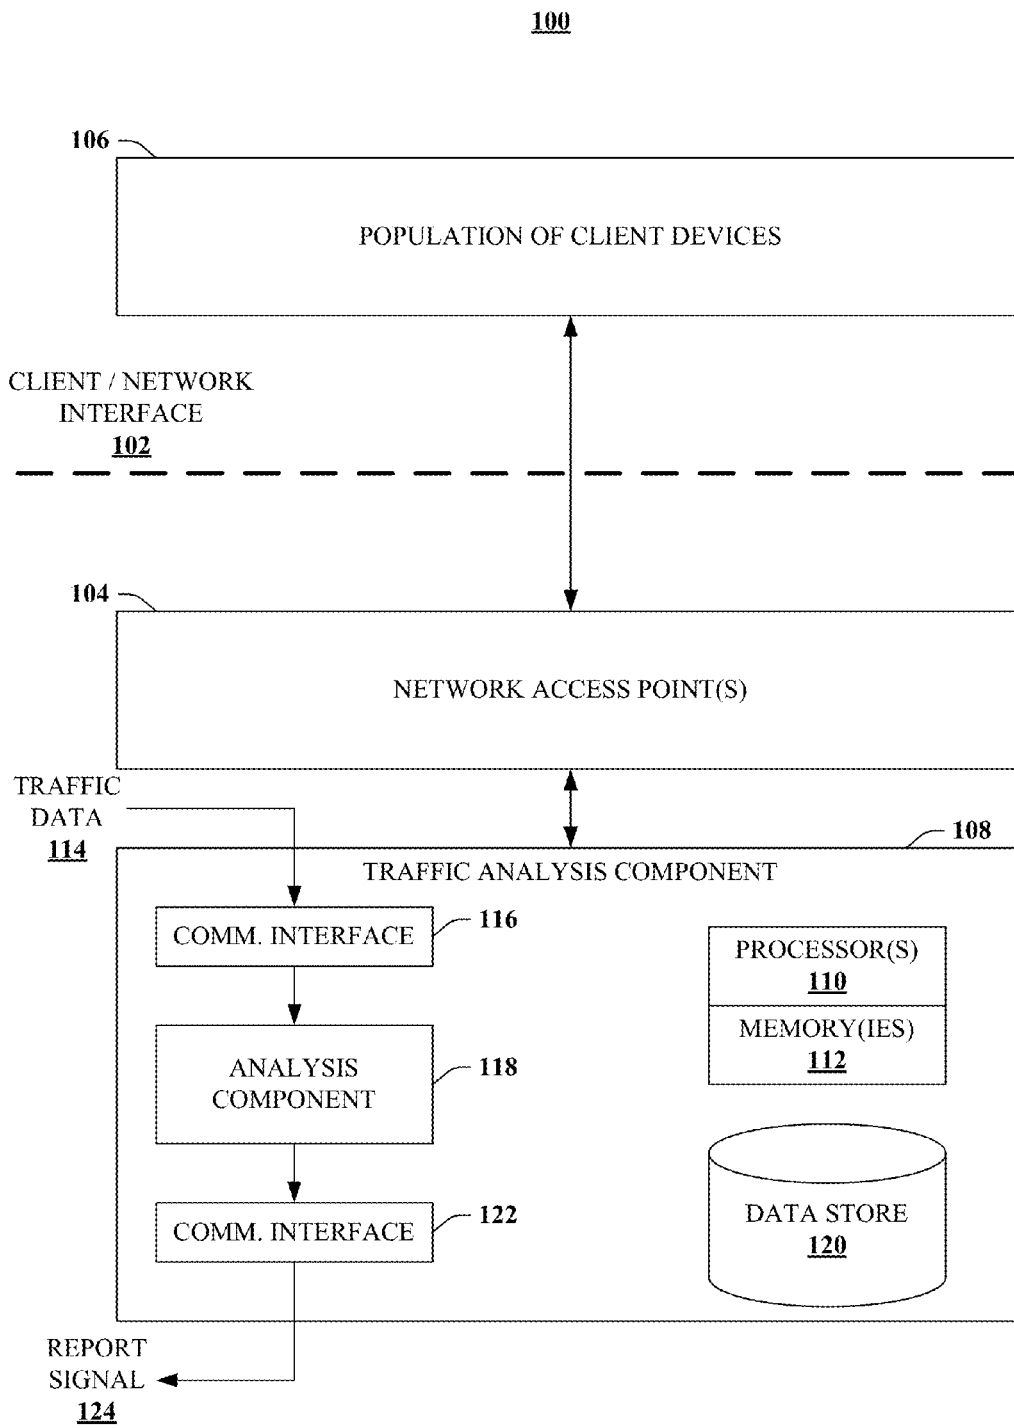 100
106
POPULATION OF CLIENT DEVICES
CLIENT / NETWORK
INTERFACE
102
104
NETWORK ACCESS POINT(S)
TRAFFIC
DATA
114
108
TRAFFIC ANALYSIS COMPONENT
COMM. INTERFACE
116
PROCESSOR(S)
110
MEMORY(IES)
112
ANALYSIS
COMPONENT
118
COMM. INTERFACE
122
DATA STORE
120
REPORT
SIGNAL
124